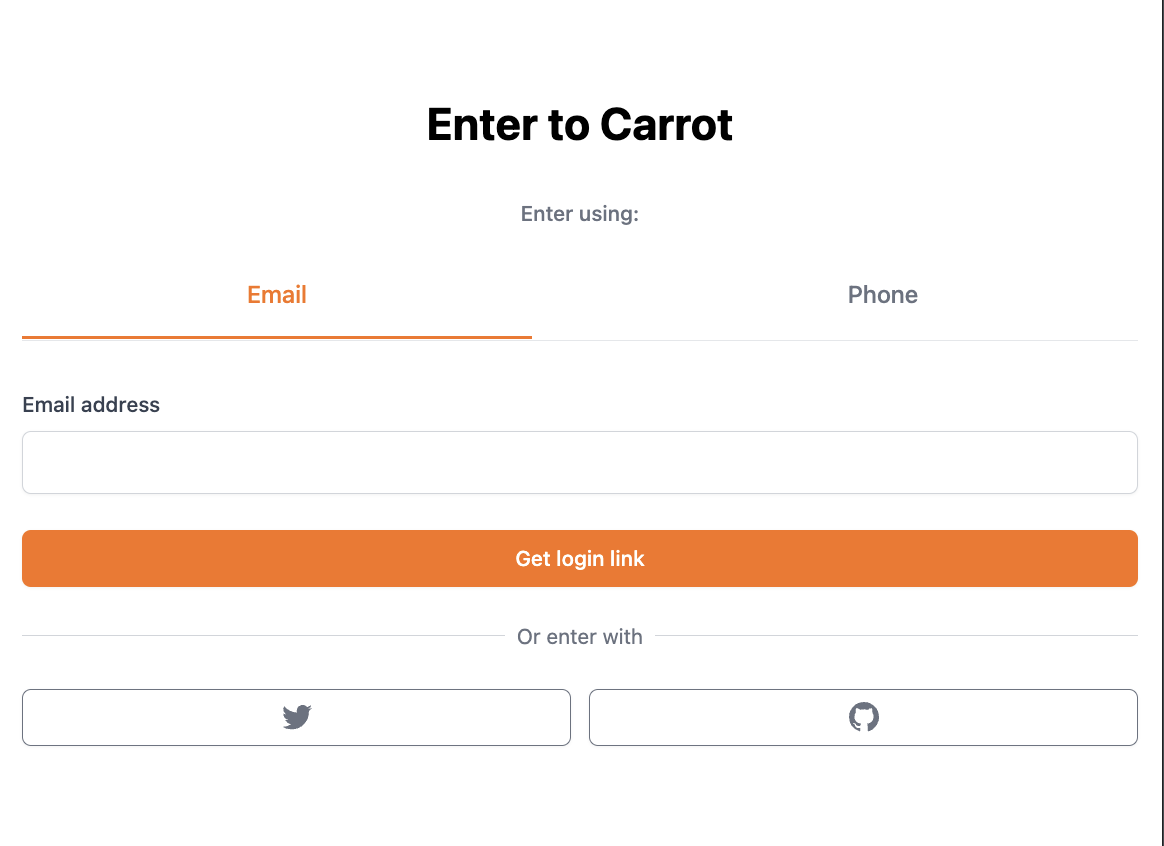 Enter to Carrot
Enter using:
Email
Phone
Email address
Get login link
Or enter with